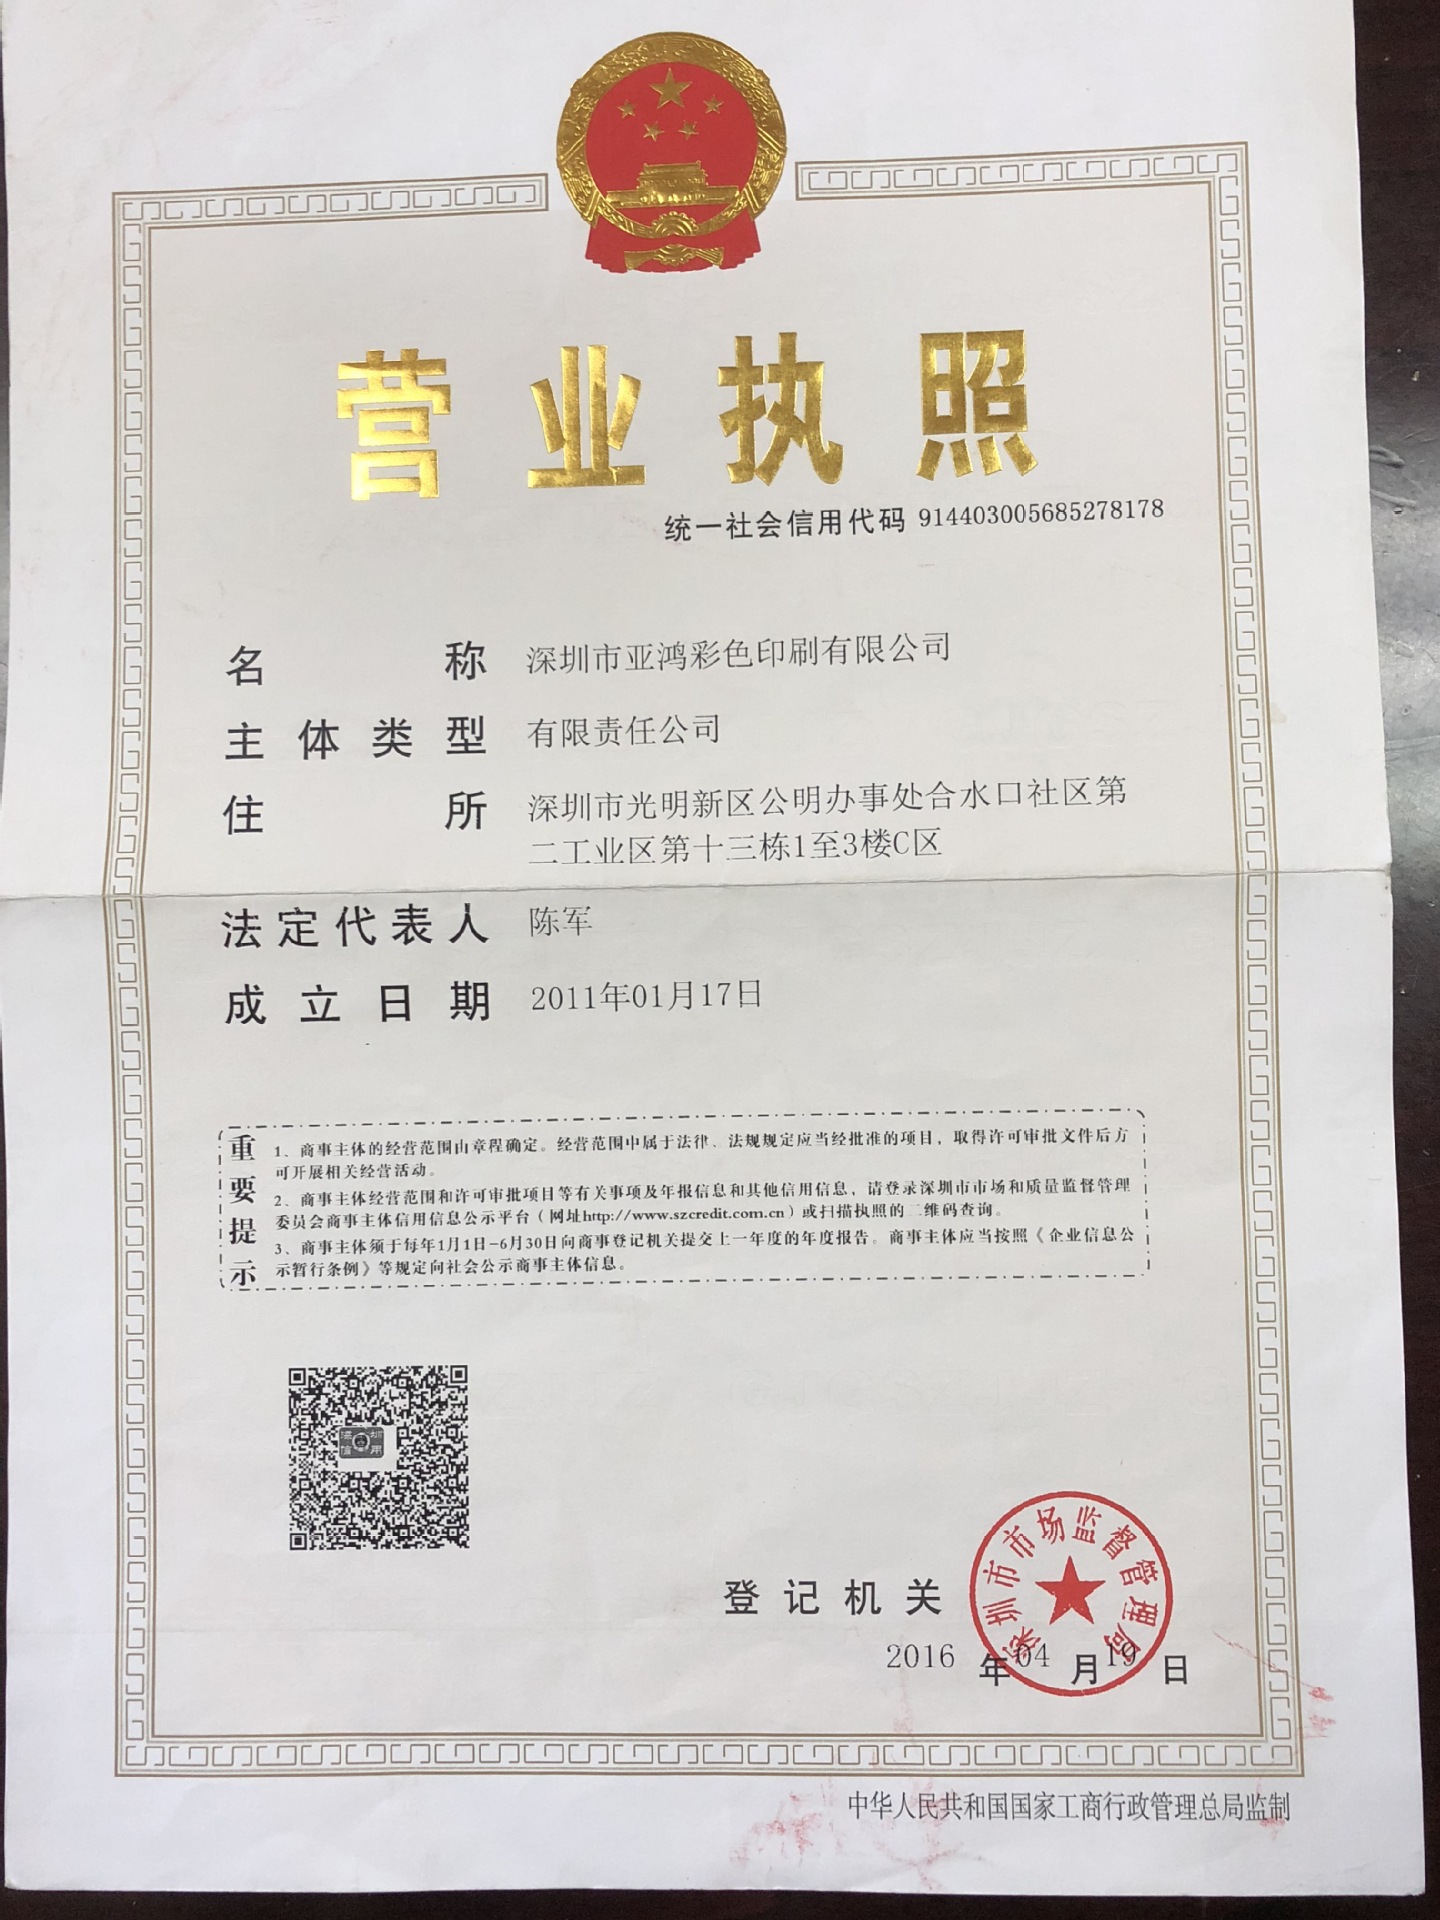 营业执照
统一社会信用代码 914403005685278178
名称 深圳市亚鸿彩色印刷有限公司
主体类型 有限责任公司
住所 深圳市光明新区公明办事处合水口社区第
二工业区第十三栋1至3楼C区
法定代表人 陈军
成立日期 2011年01月17日
重要提示
1、商事主体的经营范围由章程确定。经营范围中属于法律、法规规定应当经批准的项目，取得许可审批文件后方
可开展相关经营活动。
2、商事主体经营范围和许可审批项目等有关事项及年报信息和其他信用信息，请登录深圳市市场和质量监督管理
委员会商事主体信用信息公示平台（网址http://www.szcredit.com.cn）或扫描执照的二维码查询。
3、商事主体须于每年1月1日-6月30日向商事登记机关提交上一年度的年度报告。商事主体应当按照《企业信息公
示暂行条例》等规定向社会公示商事主体信息。
信用
登记机关
深圳市市场监督管理局
2016 年 04 月 19 日
中华人民共和国国家工商行政管理总局监制